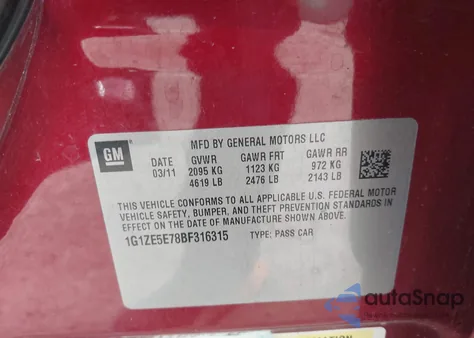 MFD BY GENERAL MOTORS LLC
GM
DATE GVWR GAWR FRT GAWR RR
03/11 2095 KG 1123 KG 972 KG
4619 LB 2476 LB 2143 LB
THIS VEHICLE CONFORMS TO ALL APPLICABLE U.S. FEDERAL MOTOR
VEHICLE SAFETY, BUMPER, AND THEFT PREVENTION STANDARDS IN
EFFECT ON THE DATE OF MANUFACTURE SHOWN ABOVE.
1G1ZE5E78BF316315 TYPE: PASS CAR
autoSnap